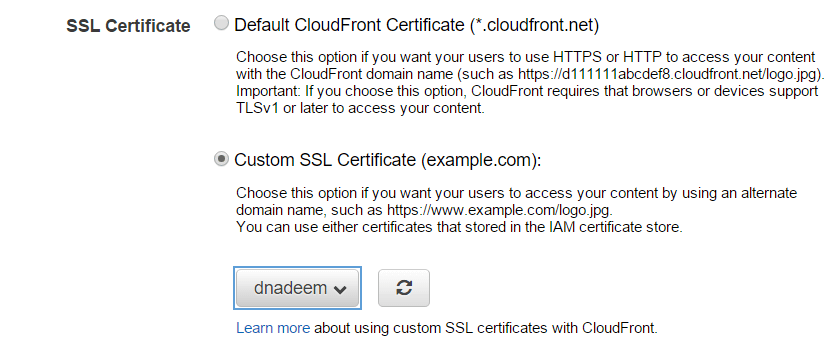 SSL Certificate
Default CloudFront Certificate (*.cloudfront.net)
Choose this option if you want your users to use HTTPS or HTTP to access your content
with the CloudFront domain name (such as https://d111111abcdef8.cloudfront.net/logo.jpg).
Important: If you choose this option, CloudFront requires that browsers or devices support
TLSv1 or later to access your content.
Custom SSL Certificate (example.com):
Choose this option if you want your users to access your content by using an alternate
domain name, such as https://www.example.com/logo.jpg.
You can use either certificates that stored in the IAM certificate store.
dnadeem
Learn more about using custom SSL certificates with CloudFront.